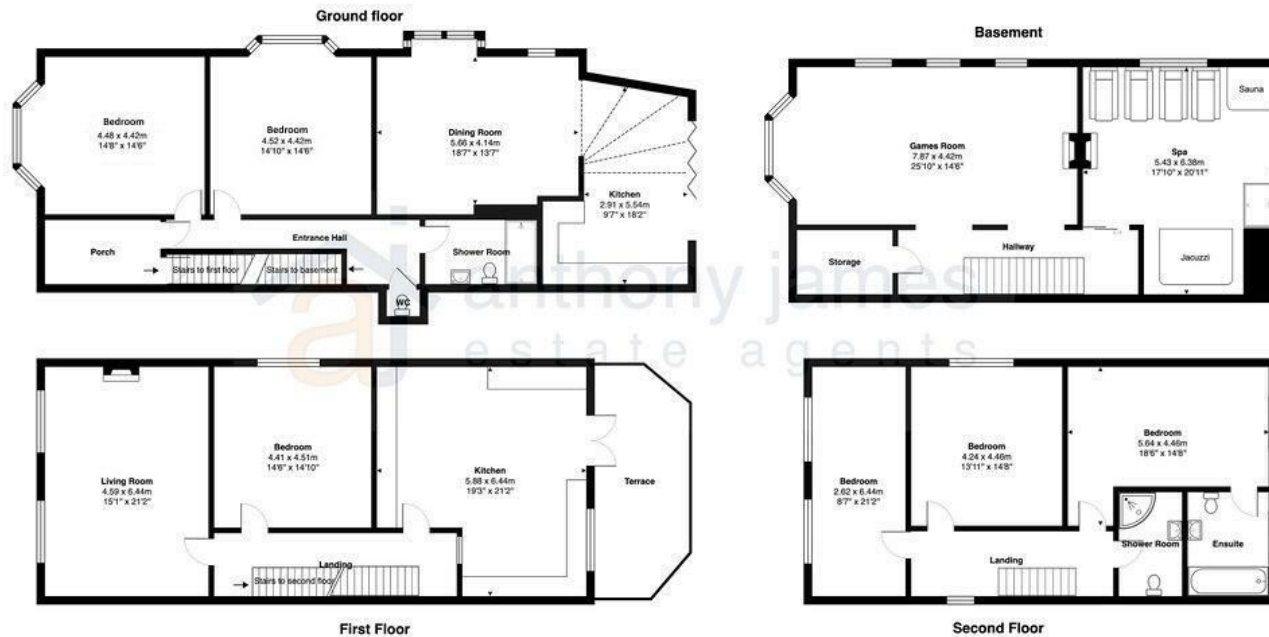 Ground floor
Bedroom
4.48 x 4.42m
14'8" x 14'6"
Bedroom
4.52 x 4.42m
14'10" x 14'6"
Dining Room
5.66 x 4.14m
18'7" x 13'7"
Kitchen
2.91 x 5.54m
9'7" x 18'2"
Porch
Entrance Hall
Stairs to first floor
Stairs to basement
Shower Room
WC
Basement
Games Room
7.87 x 4.42m
25'10" x 14'6"
Sauna
Spa
5.43 x 6.38m
17'10" x 20'11"
Storage
Hallway
Jacuzzi
anthony james
estate agents
Living Room
4.59 x 6.44m
15'1" x 21'2"
Bedroom
4.41 x 4.51m
14'6" x 14'10"
Kitchen
5.88 x 6.44m
19'3" x 21'2"
Terrace
Landing
Stairs to second floor
First Floor
Bedroom
2.62 x 6.44m
8'7" x 21'2"
Bedroom
4.24 x 4.46m
13'11" x 14'8"
Bedroom
5.64 x 4.46m
18'6" x 14'8"
Landing
Shower Room
Ensuite
Second Floor